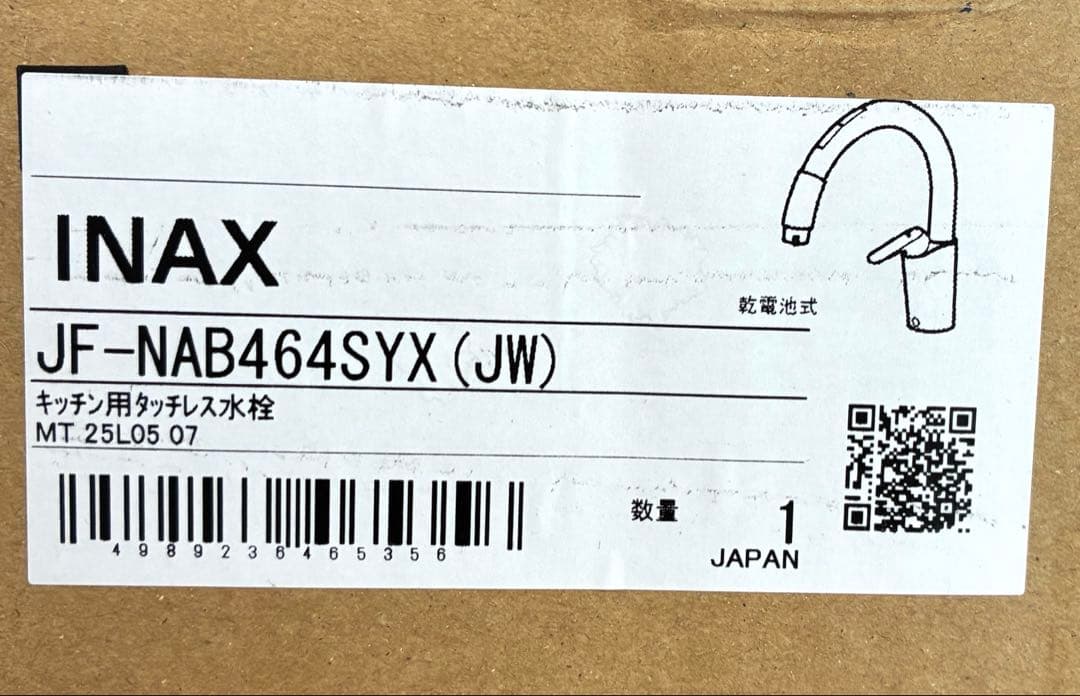 INAX
乾電池式
JF-NAB464SYX(JW)
キッチン用タッチレス水栓
MT 25L05 07
4989236465356
数量 1
JAPAN